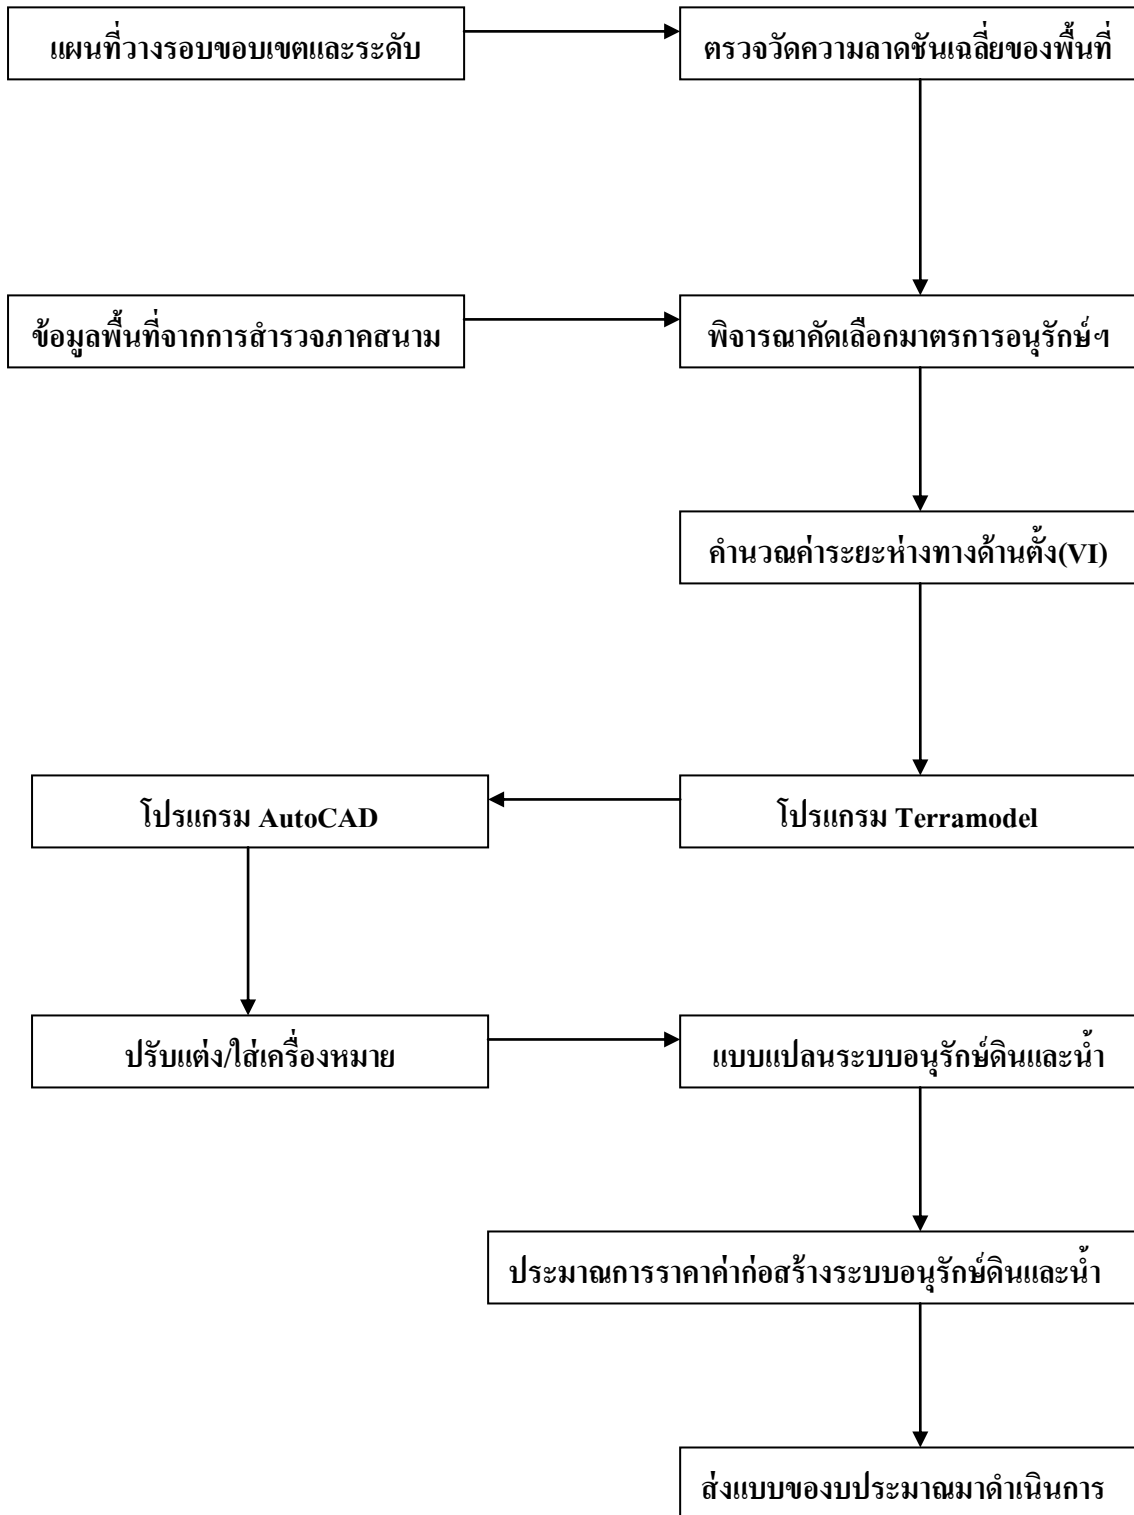 แผนที่วางรอบขอบเขตและระดับ
ตรวจวัดความลาดชันเฉลี่ยของพื้นที่
ข้อมูลพื้นที่จากการสำรวจภาคสนาม
พิจารณาคัดเลือกมาตรการอนุรักษ์ฯ
คำนวณค่าระยะห่างทางด้านตั้ง(VI)
โปรแกรม AutoCAD
โปรแกรม Terramodel
ปรับแต่ง/ใส่เครื่องหมาย
แบบแปลนระบบอนุรักษ์ดินและน้ำ
ประมาณการราคาค่าก่อสร้างระบบอนุรักษ์ดินและน้ำ
ส่งแบบของบประมาณมาดำเนินการ